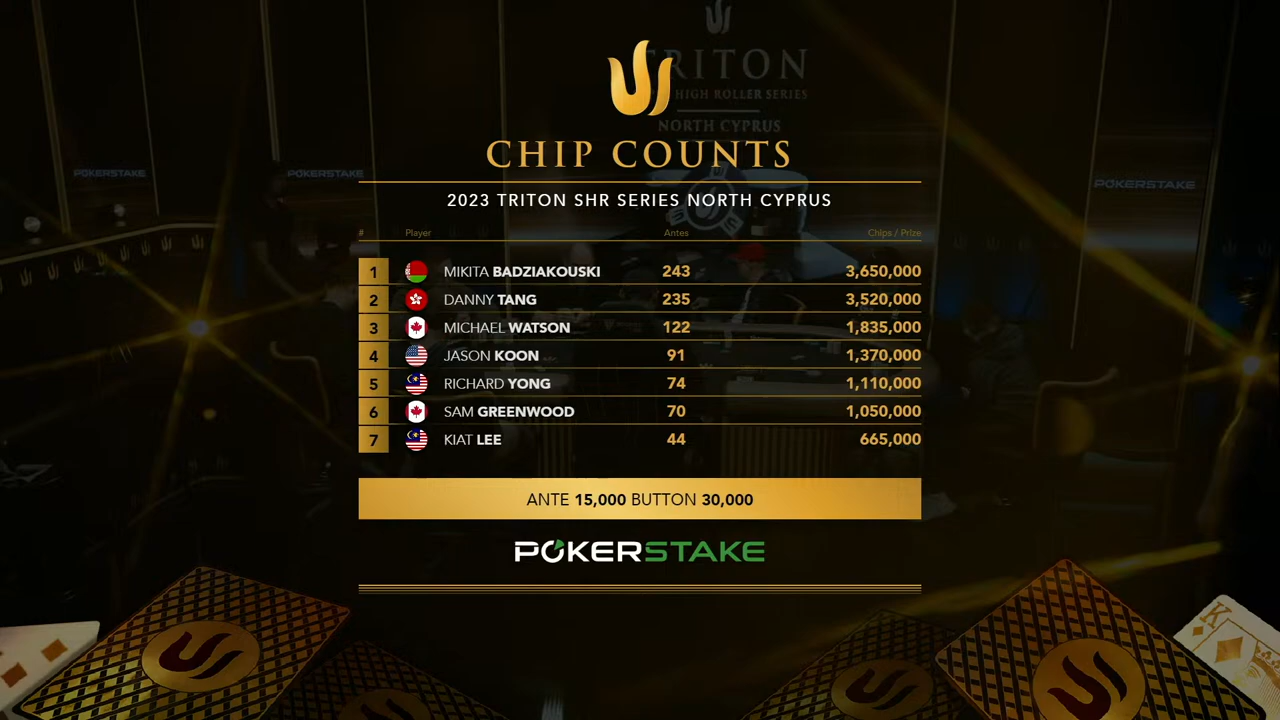 TRITON
HIGH ROLLER SERIES
NORTH CYPRUS
CHIP COUNTS
POKERSTAKE
POKERSTAKE
POKERSTAKE
2023 TRITON SHR SERIES NORTH CYPRUS
# Player Antes Chips / Prize
1 MIKITA BADZIAKOUSKI 243 3,650,000
2 DANNY TANG 235 3,520,000
3 MICHAEL WATSON 122 1,835,000
4 JASON KOON 91 1,370,000
5 RICHARD YONG 74 1,110,000
6 SAM GREENWOOD 70 1,050,000
7 KIAT LEE 44 665,000
ANTE 15,000 BUTTON 30,000
POKERSTAKE
K